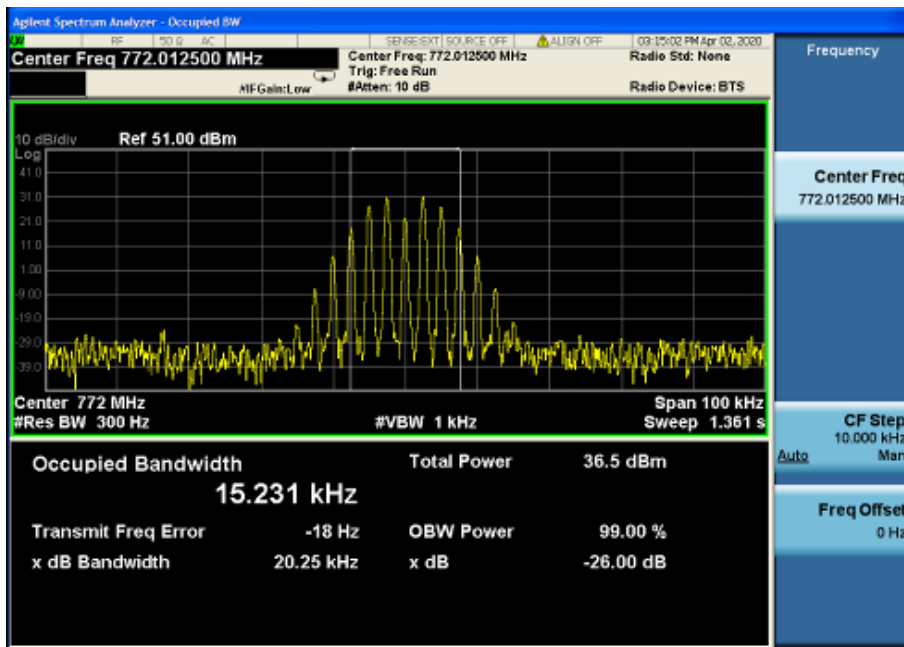 Agilent Spectrum Analyzer - Occupied BW
RF 50 Ω AC SENSE:EXT SOURCE OFF ALIGN OFF 03:15:02 PM Apr 02, 2020
Center Freq 772.012500 MHz
Center Freq: 772.012500 MHz
Radio Std: None
Trig: Free Run
#IFGain:Low
#Atten: 10 dB
Radio Device: BTS
10 dB/div Ref 51.00 dBm
Log
41.0
31.0
21.0
11.0
1.00
-9.00
-19.0
-29.0
-39.0
Center 772 MHz Span 100 kHz
#Res BW 300 Hz #VBW 1 kHz Sweep 1.361 s
Occupied Bandwidth Total Power 36.5 dBm
15.231 kHz
Transmit Freq Error -18 Hz OBW Power 99.00 %
x dB Bandwidth 20.25 kHz x dB -26.00 dB
Frequency
Center Freq
772.012500 MHz
CF Step
10.000 kHz
Auto Man
Freq Offset
0 Hz